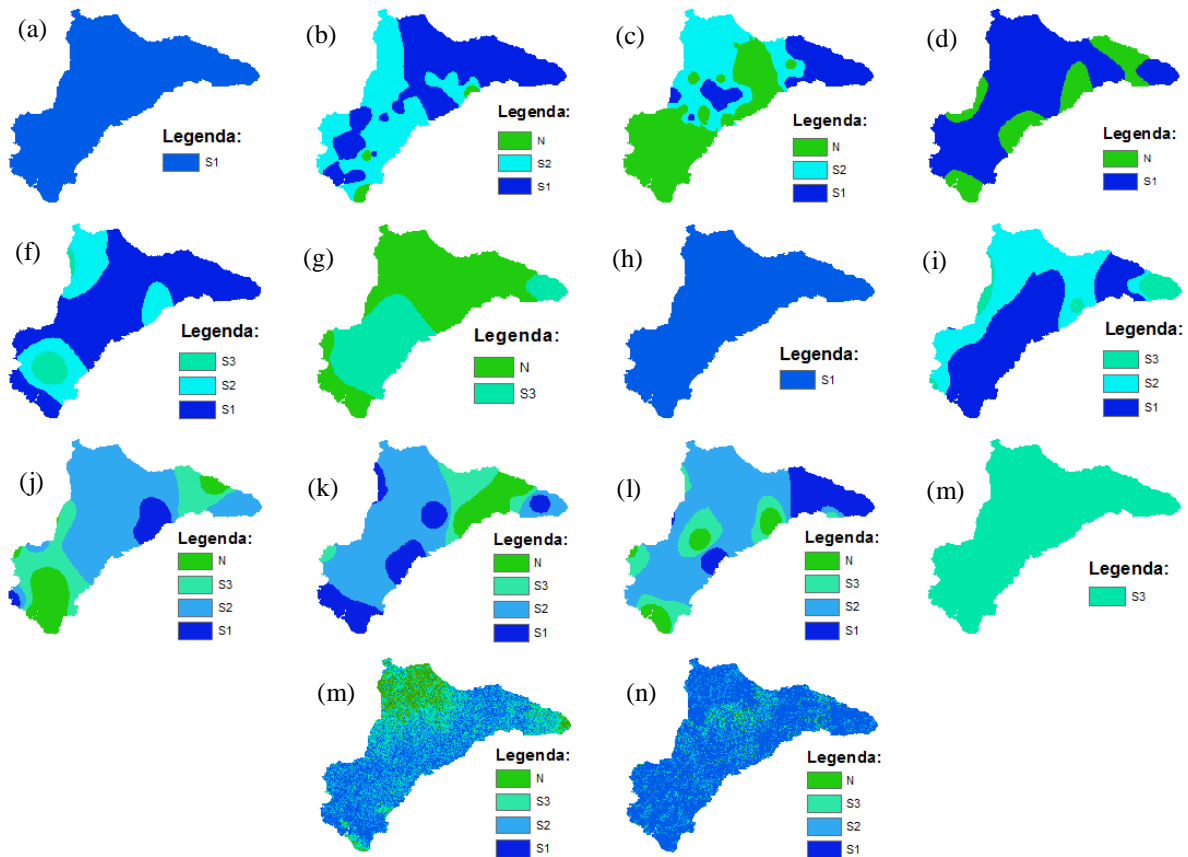 (a)
Legenda:
S1
(b)
Legenda:
N
S2
S1
(c)
Legenda:
N
S2
S1
(d)
Legenda:
N
S1
(f)
Legenda:
S3
S2
S1
(g)
Legenda:
N
S3
(h)
Legenda:
S1
(i)
Legenda:
S3
S2
S1
(j)
Legenda:
N
S3
S2
S1
(k)
Legenda:
N
S3
S2
S1
(l)
Legenda:
N
S3
S2
S1
(m)
Legenda:
S3
(m)
Legenda:
N
S3
S2
S1
(n)
Legenda:
N
S3
S2
S1